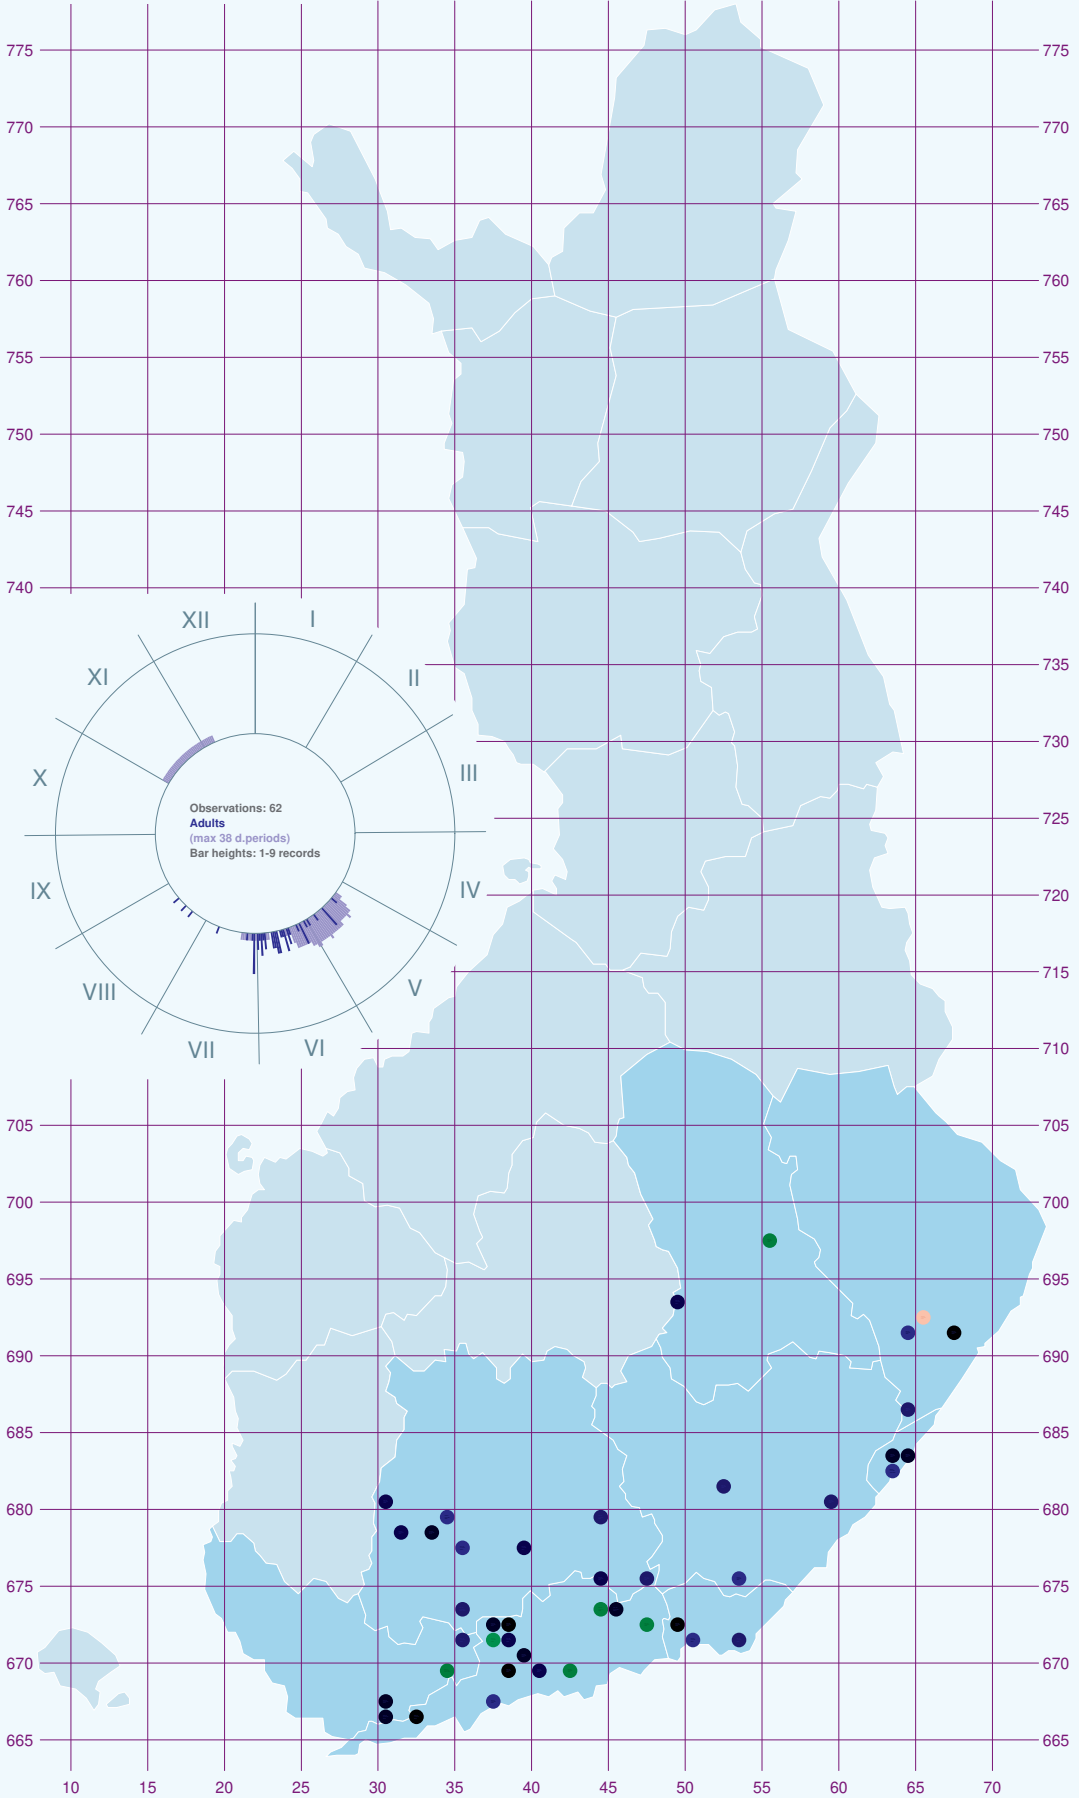 775 775
770 770
765 765
760 760
755 755
750 750
745 745
740 740
XII I
XI II
735 735
730 730
X III
Observations: 62
Adults
(max 38 d.periods)
Bar heights: 1-9 records
725 725
IX IV
720 720
VIII V
715 715
VII VI
710 710
705 705
700 700
695 695
690 690
685 685
680 680
675 675
670 670
665 665
10 15 20 25 30 35 40 45 50 55 60 65 70